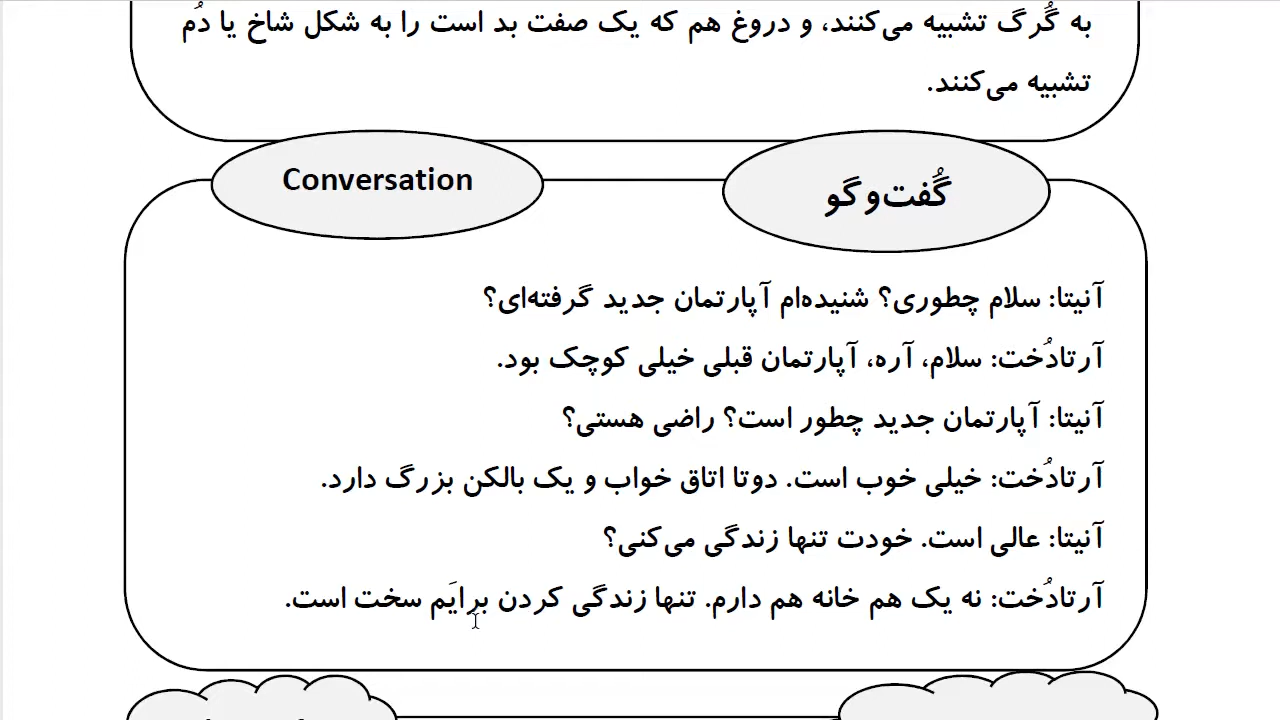 به گُرگ تشبیه می‌کنند، و دروغ هم که یک صفت بد است را به شکل شاخ یا دُم
تشبیه می‌کنند.
گُفت‌و‌گو
Conversation
آنیتا: سلام چطوری؟ شنیده‌ام آپارتمان جدید گرفته‌ای؟
آرتادُخت: سلام، آره، آپارتمان قبلی خیلی کوچک بود.
آنیتا: آپارتمان جدید چطور است؟ راضی هستی؟
آرتادُخت: خیلی خوب است. دوتا اتاق خواب و یک بالکن بزرگ دارد.
آنیتا: عالی است. خودت تنها زندگی می‌کنی؟
آرتادُخت: نه یک هم خانه هم دارم. تنها زندگی کردن برایَم سخت است.